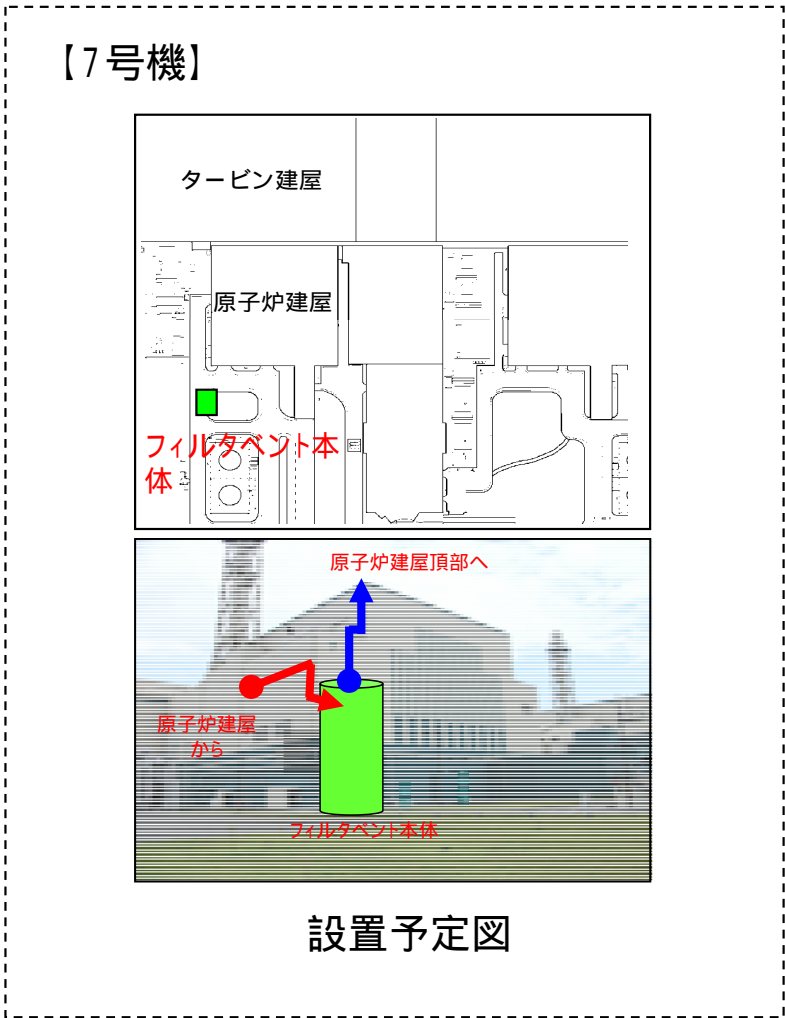 【7号機】
タービン建屋
原子炉建屋
フィルタベント本
体
原子炉建屋頂部へ
原子炉建屋
から
フィルタベント本体
設置予定図